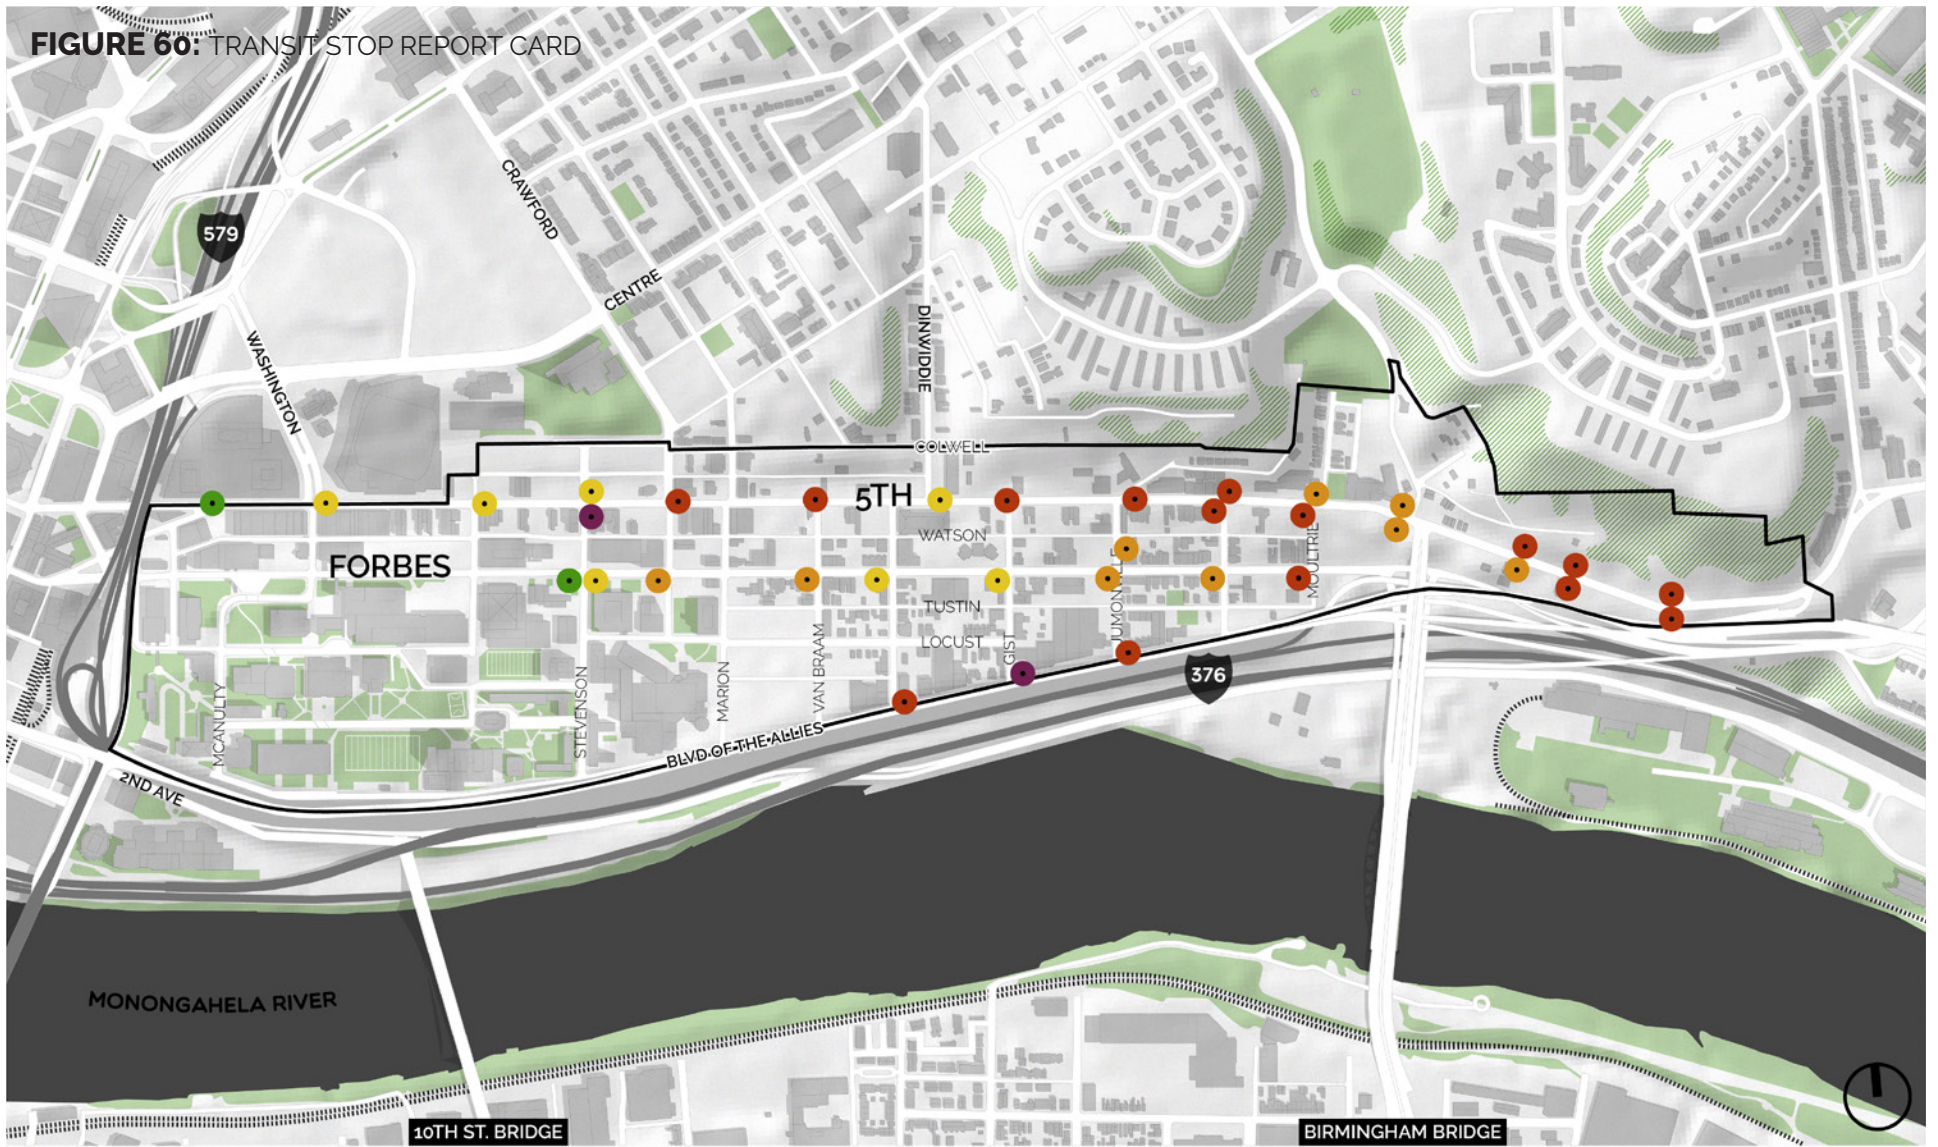 FIGURE 60: TRANSIT STOP REPORT CARD
579
CRAWFORD
CENTRE
WASHINGTON
DINWIDDIE
COLWELL
5TH
WATSON
FORBES
MOULTRIE
JUMONVILLE
TUSTIN
LOCUST
GIST
VAN BRAAM
MARION
STEVENSON
MCANULTY
376
BLVD OF THE ALLIES
2ND AVE
MONONGAHELA RIVER
10TH ST. BRIDGE
BIRMINGHAM BRIDGE